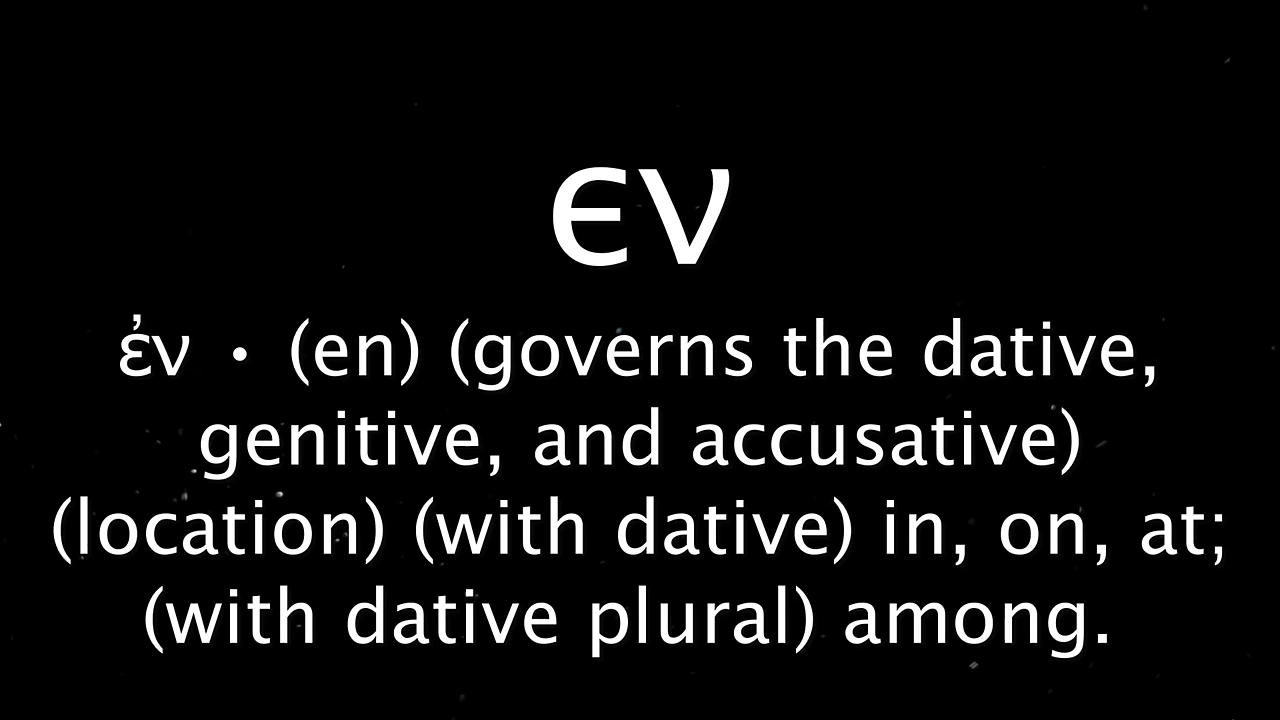 εν
ἐν • (en) (governs the dative,
genitive, and accusative)
(location) (with dative) in, on, at;
(with dative plural) among.